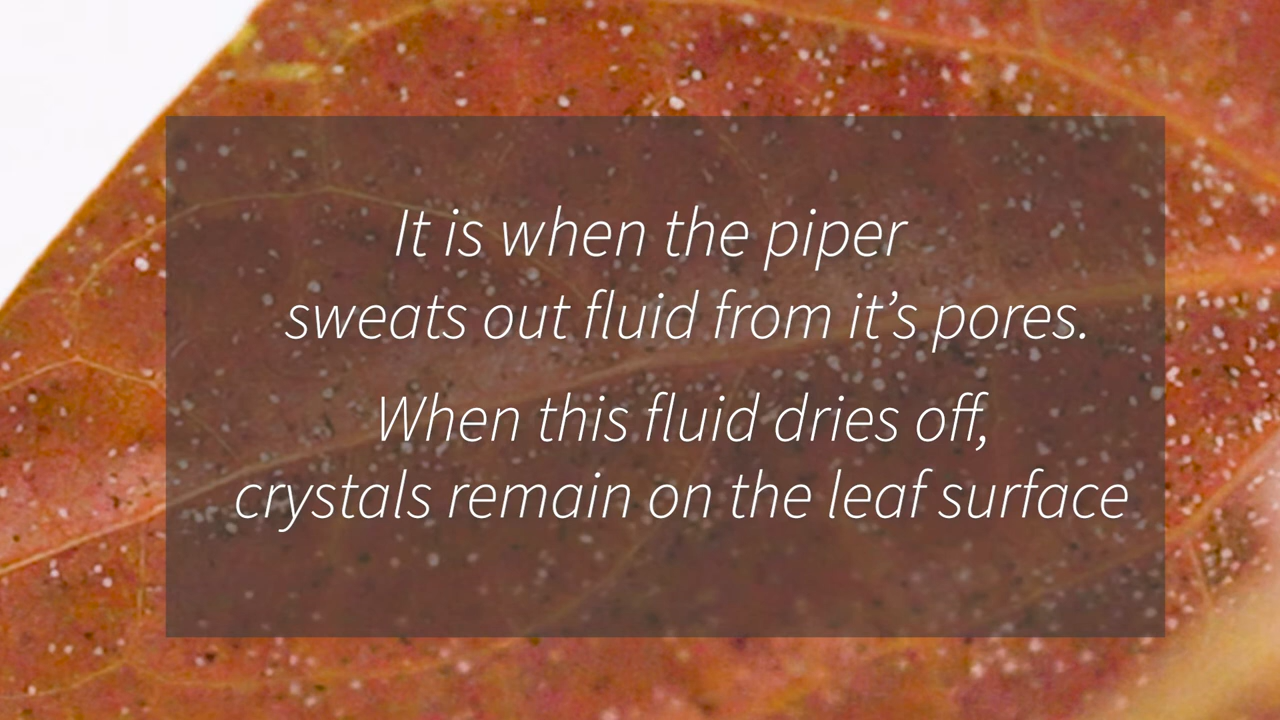 It is when the piper
sweats out fluid from it’s pores.
When this fluid dries off,
crystals remain on the leaf surface